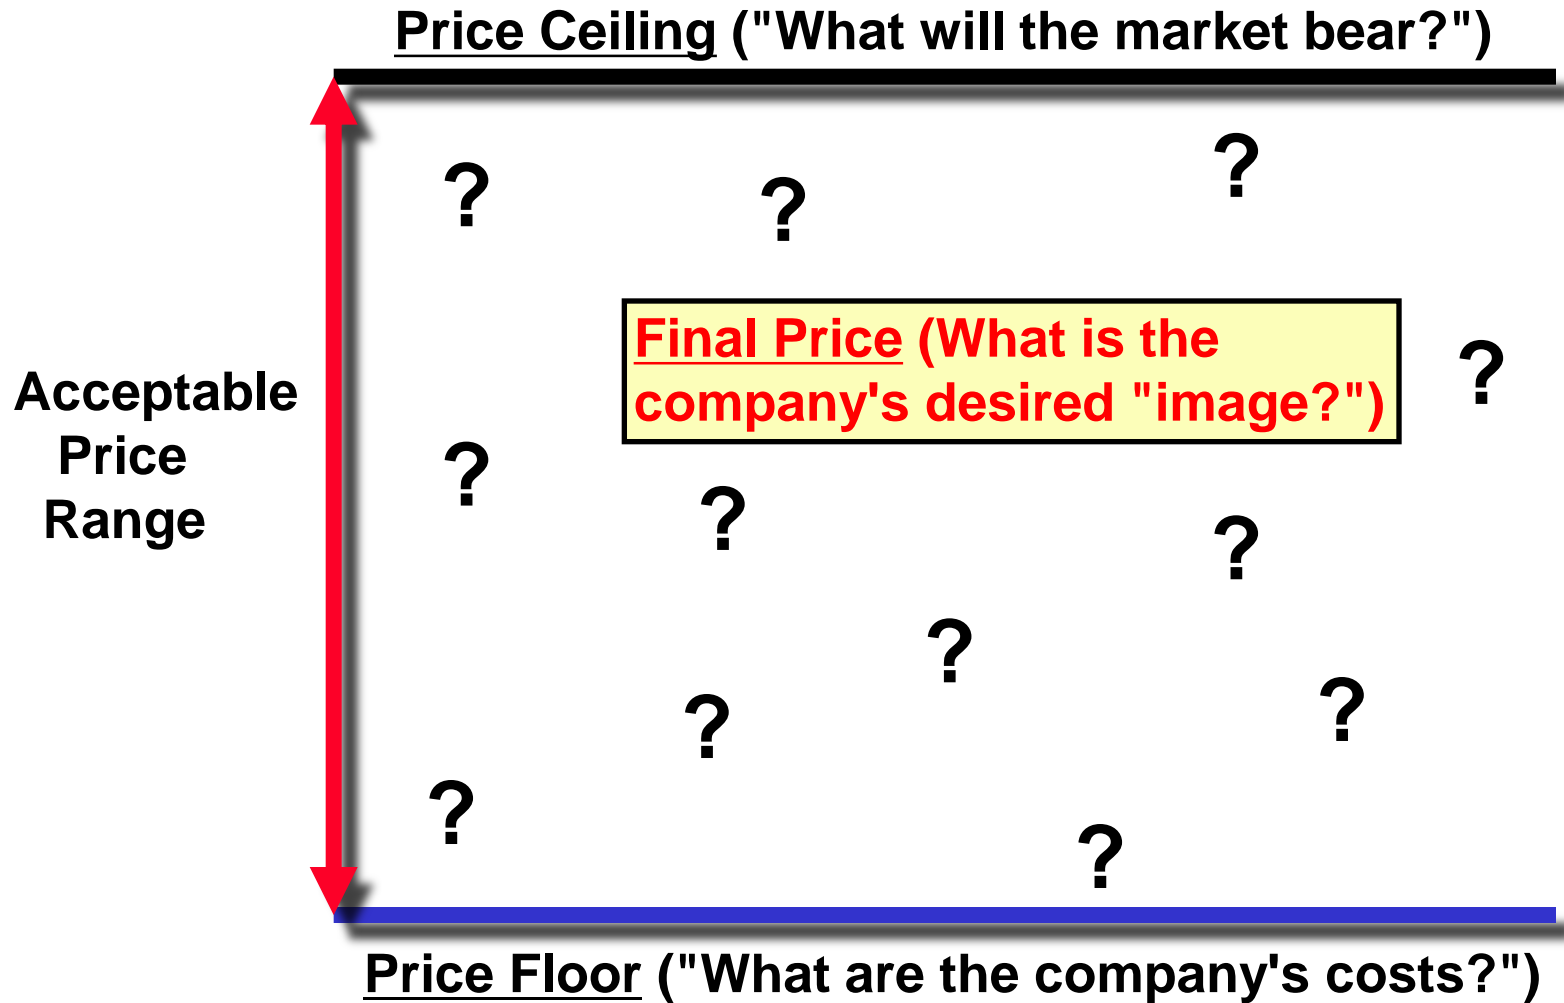 Price Ceiling ("What will the market bear?")
?
?
?
Final Price (What is the
company's desired "image?")
?
Acceptable
Price
Range
?
?
?
?
?
?
?
?
Price Floor ("What are the company's costs?")